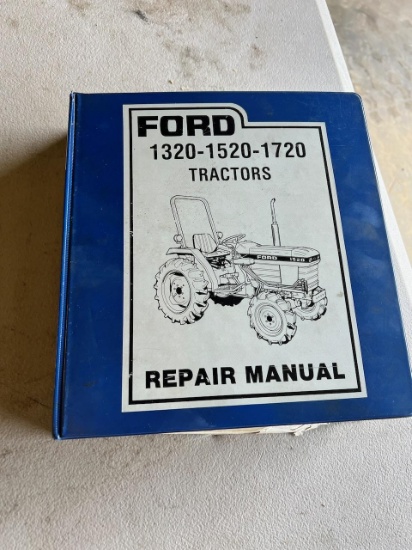 FORD
1320-1520-1720
TRACTORS
FORD 1520
REPAIR MANUAL